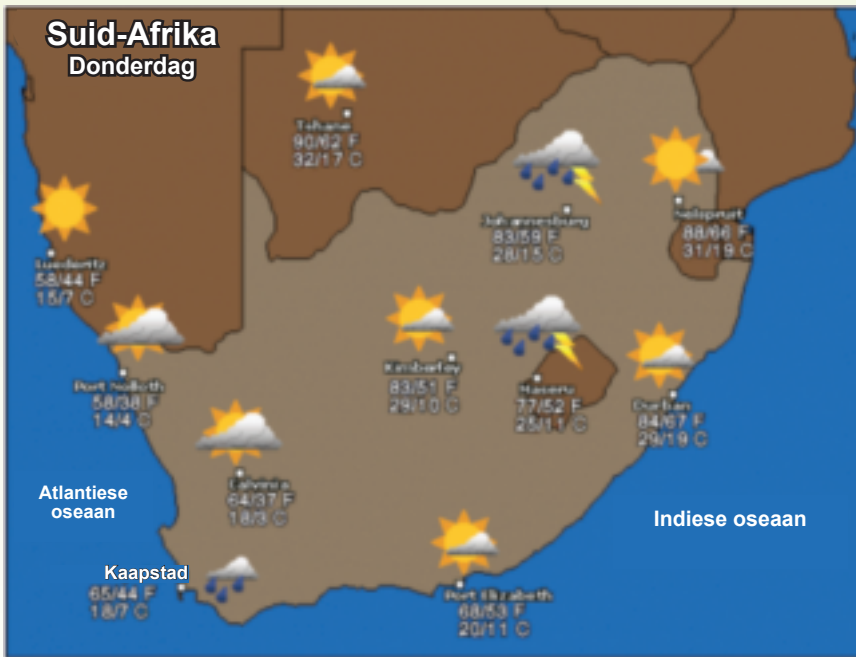 Suid-Afrika
Donderdag
Tshane
90/62 F
32/17 C
Johannesburg
83/59 F
28/15 C
Nelspruit
88/66 F
31/19 C
Luederitz
58/44 F
15/7 C
Port Nolloth
58/38 F
14/4 C
Kimberley
83/51 F
29/10 C
Maseru
77/52 F
25/11 C
Durban
84/67 F
29/19 C
Calvinia
64/37 F
18/3 C
Atlantiese
oseaan
Indiese oseaan
Kaapstad
65/44 F
18/7 C
Port Elizabeth
68/53 F
20/11 C